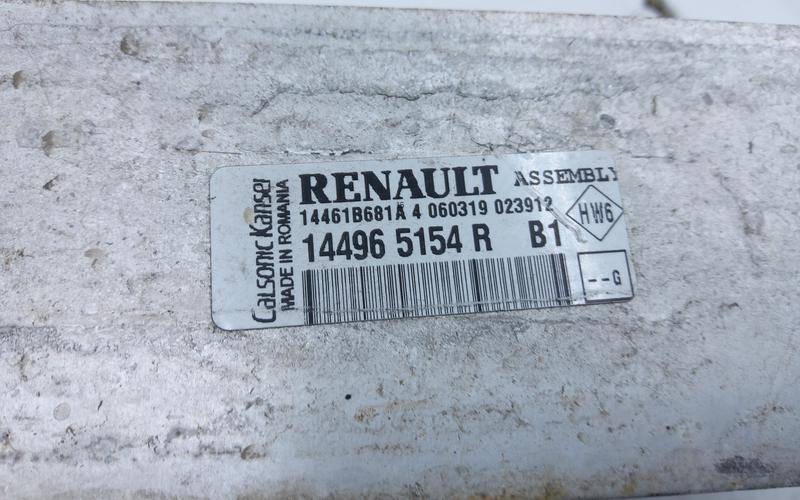 Calsonic Kansei
MADE IN ROMANIA
RENAULT ASSEMBLY
14461B681A 4 060319 023912
14496 5154 R B1
HW6
--G